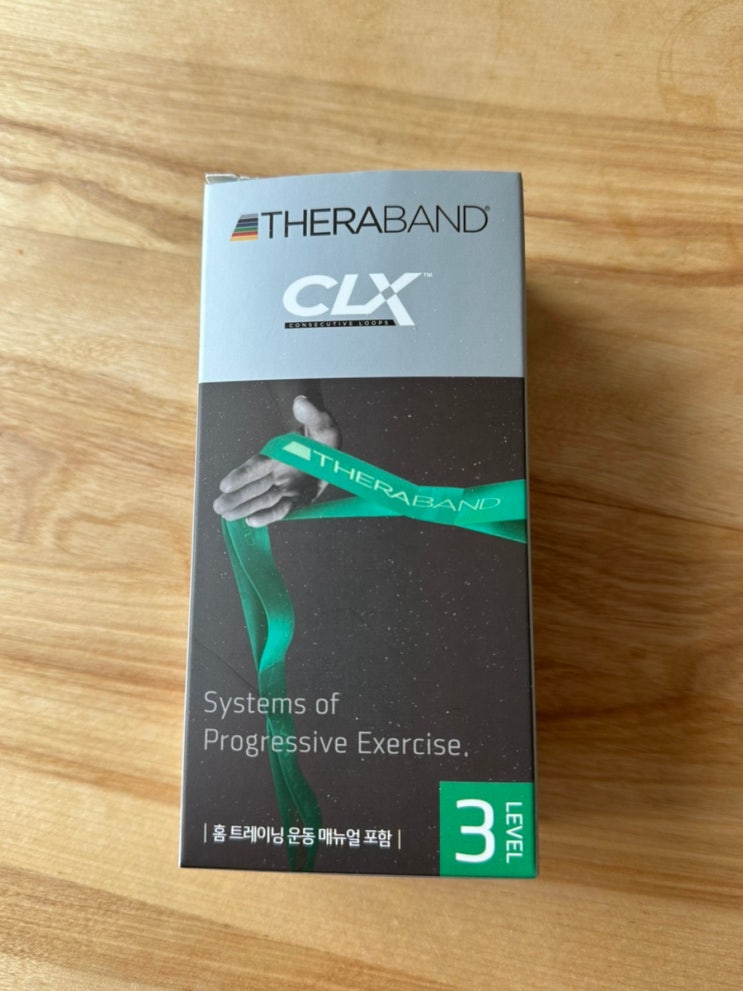 THERABAND®
CLX™
CONSECUTIVE LOOPS
THERABAND
Systems of
Progressive Exercise.
| 홈 트레이닝 운동 매뉴얼 포함 |
3
LEVEL